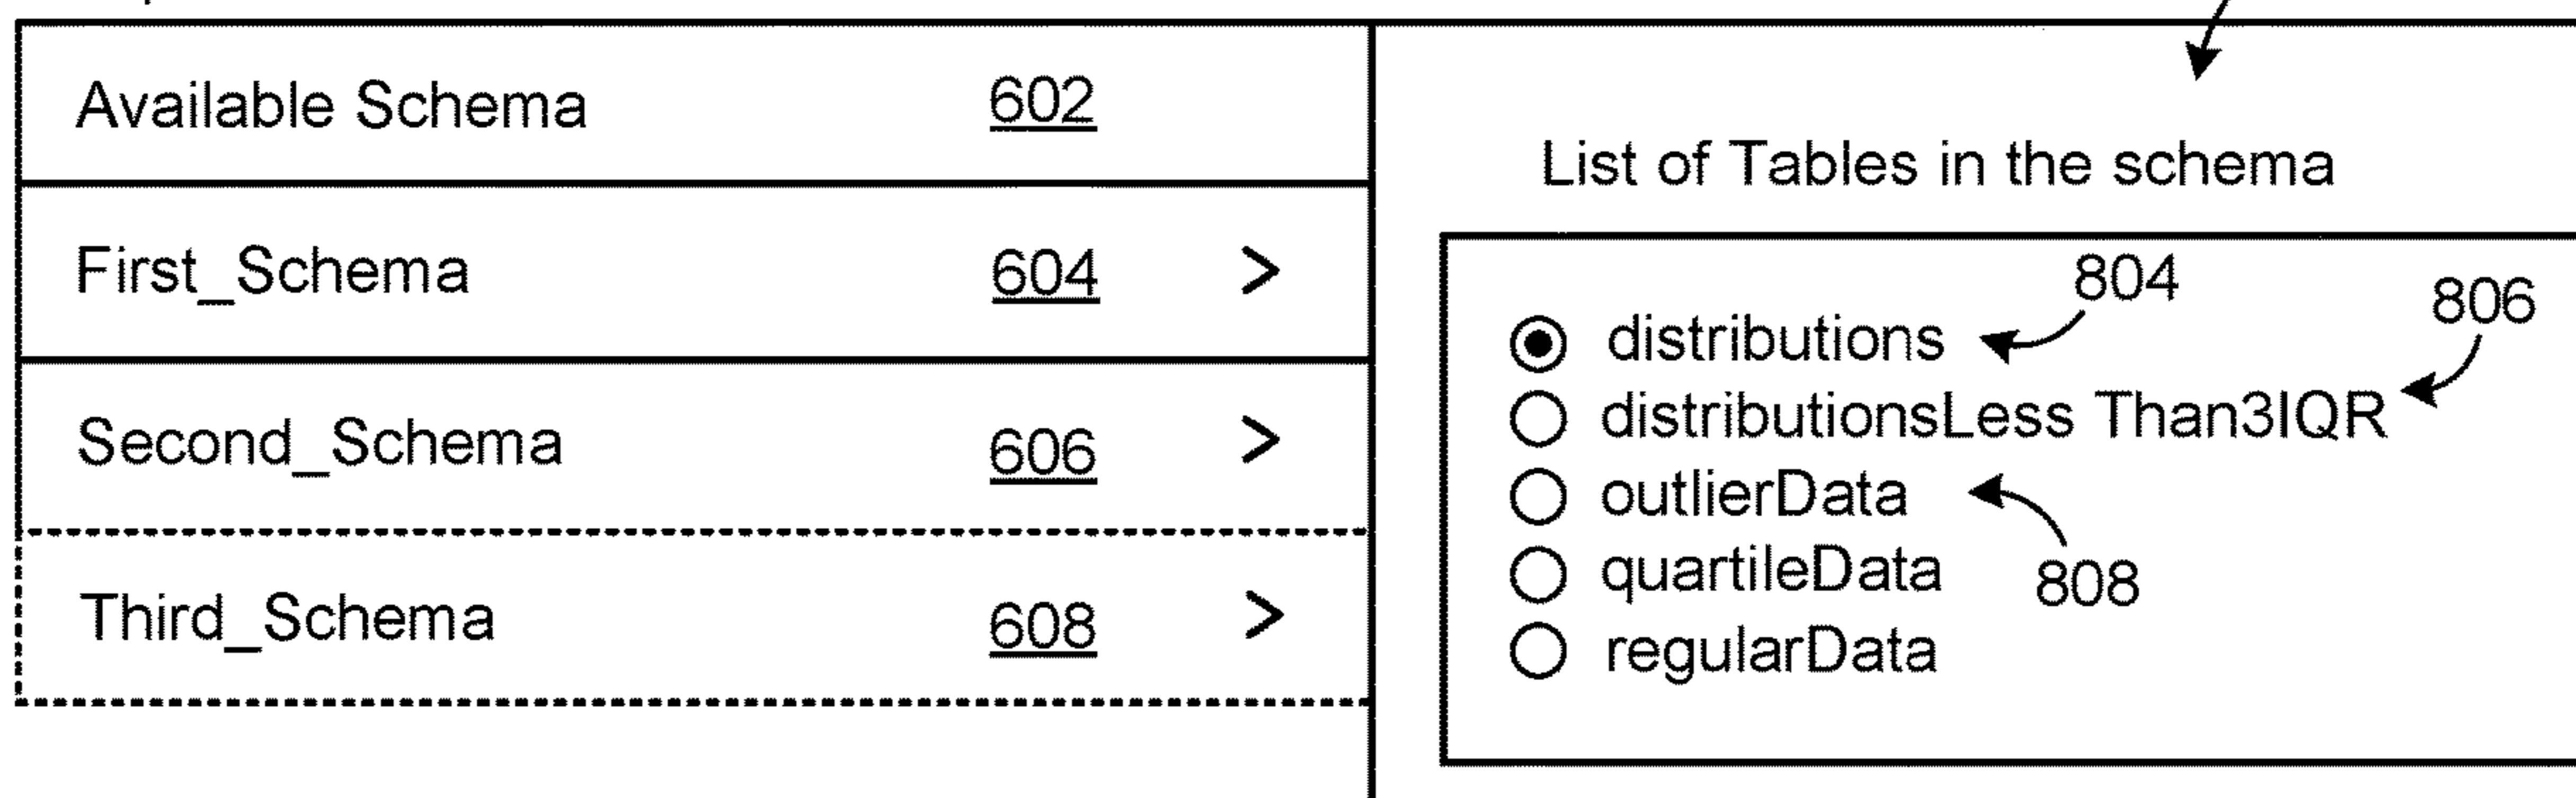 Available Schema 602
First_Schema 604 >
Second_Schema 606 >
Third_Schema 608 >
List of Tables in the schema
distributions 804
distributionsLess Than3IQR 806
outlierData 808
quartileData
regularData